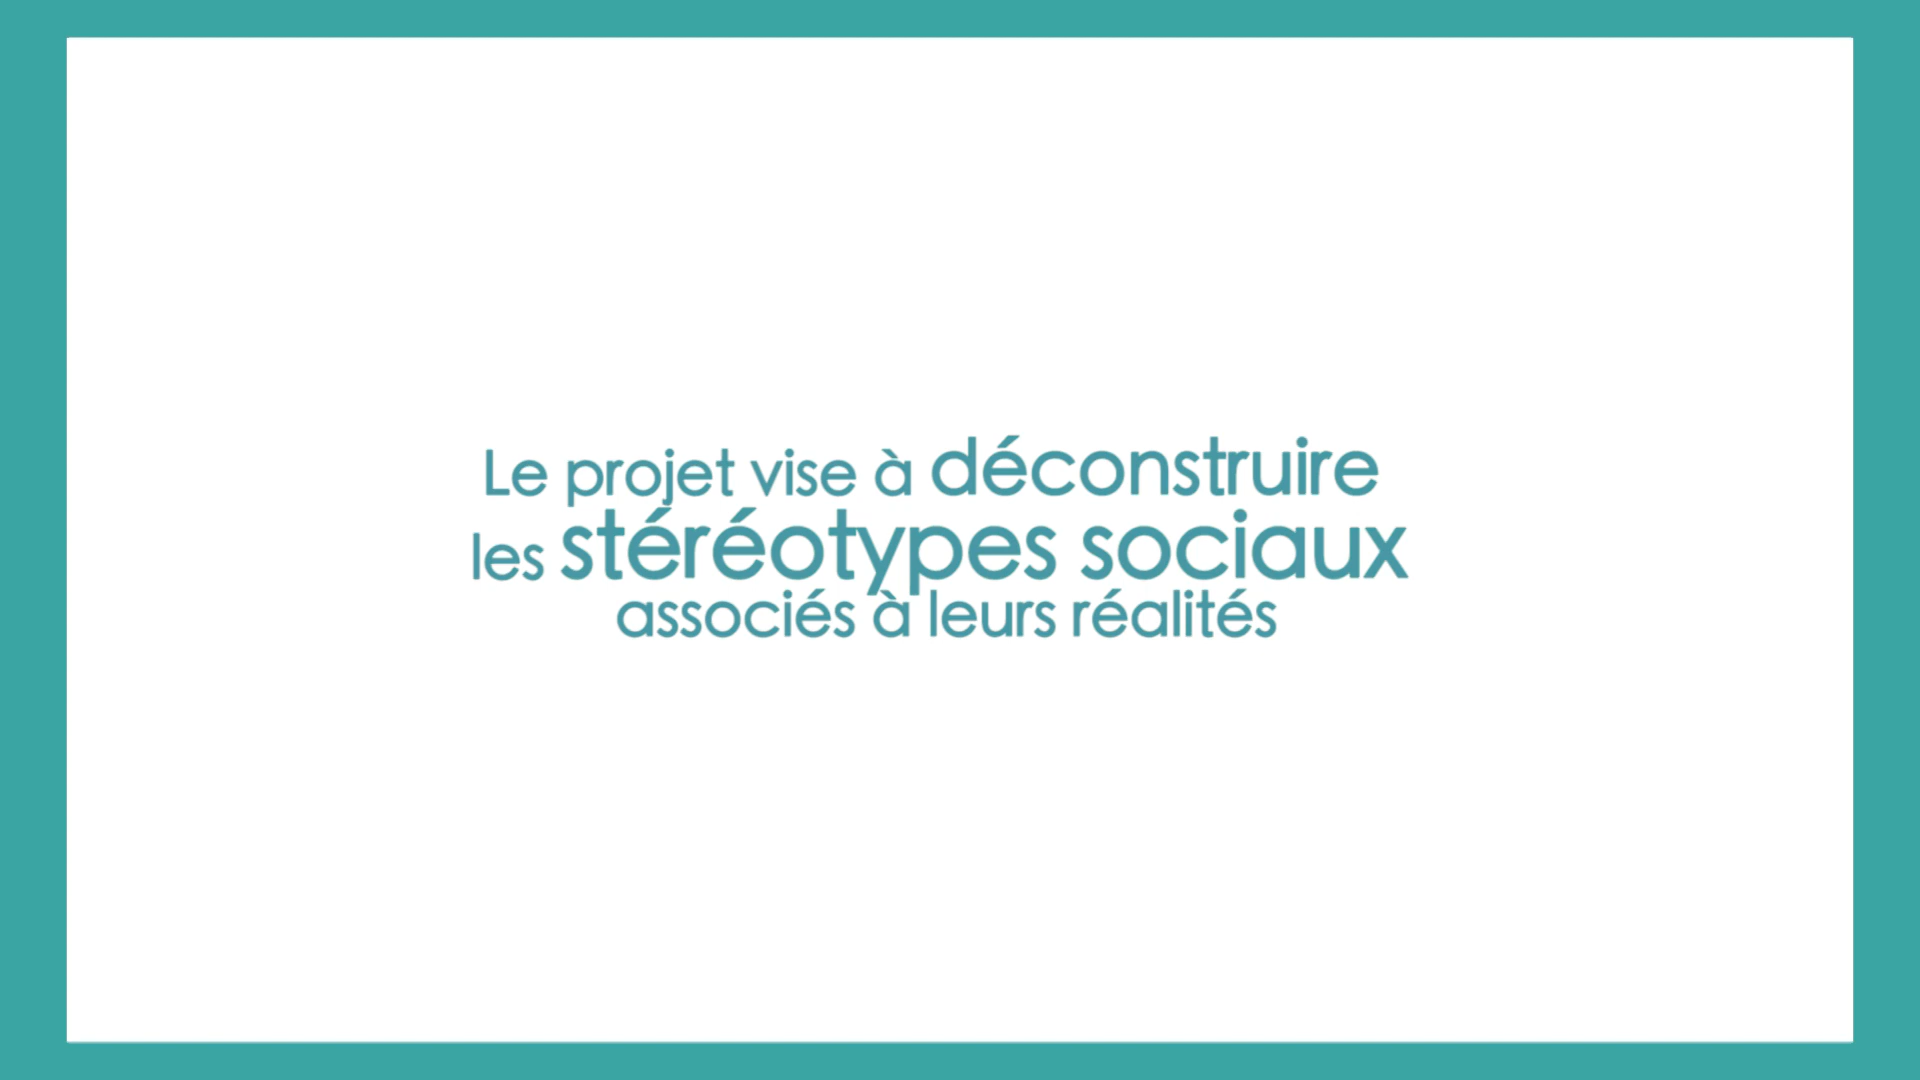 Le projet vise à déconstruire
les stéréotypes sociaux
associés à leurs réalités